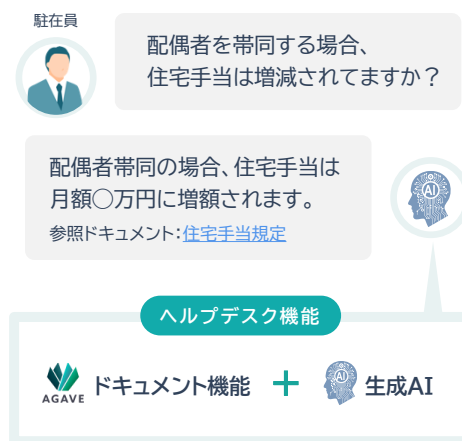 駐在員
配偶者を帯同する場合、
住宅手当は増減されてますか？
配偶者帯同の場合、住宅手当は
月額〇万円に増額されます。
参照ドキュメント：住宅手当規定
AI
ヘルプデスク機能
AGAVE ドキュメント機能 + AI 生成AI